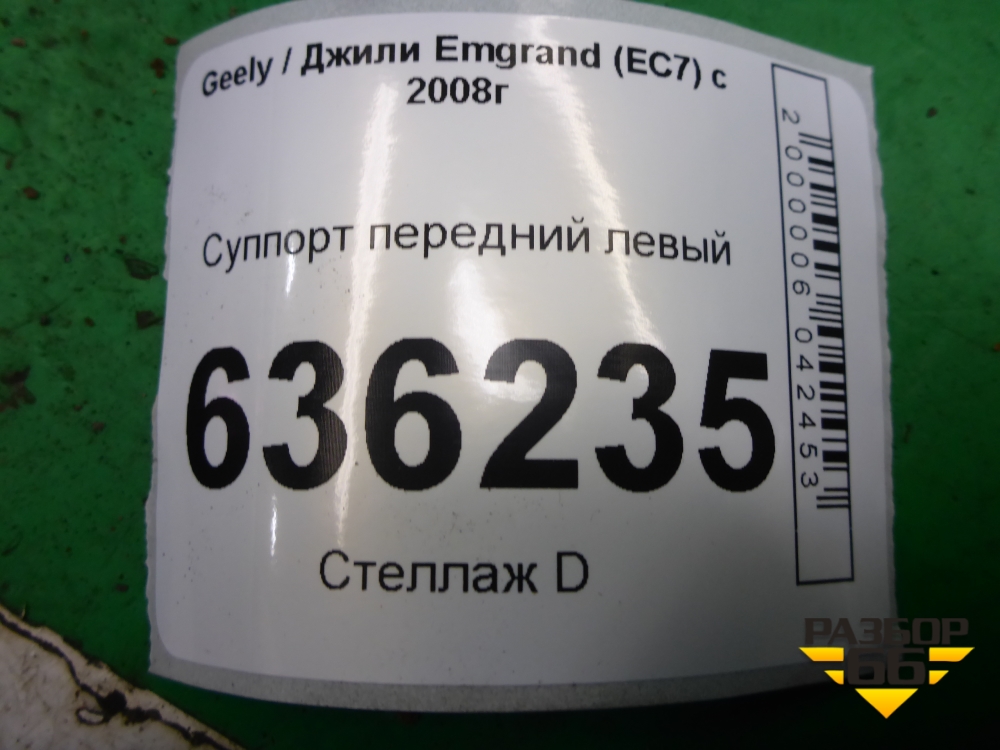 Geely / Джили Emgrand (EC7) с
2008г
Суппорт передний левый
636235
Стеллаж D
2000006042453
РАЗБОР
66